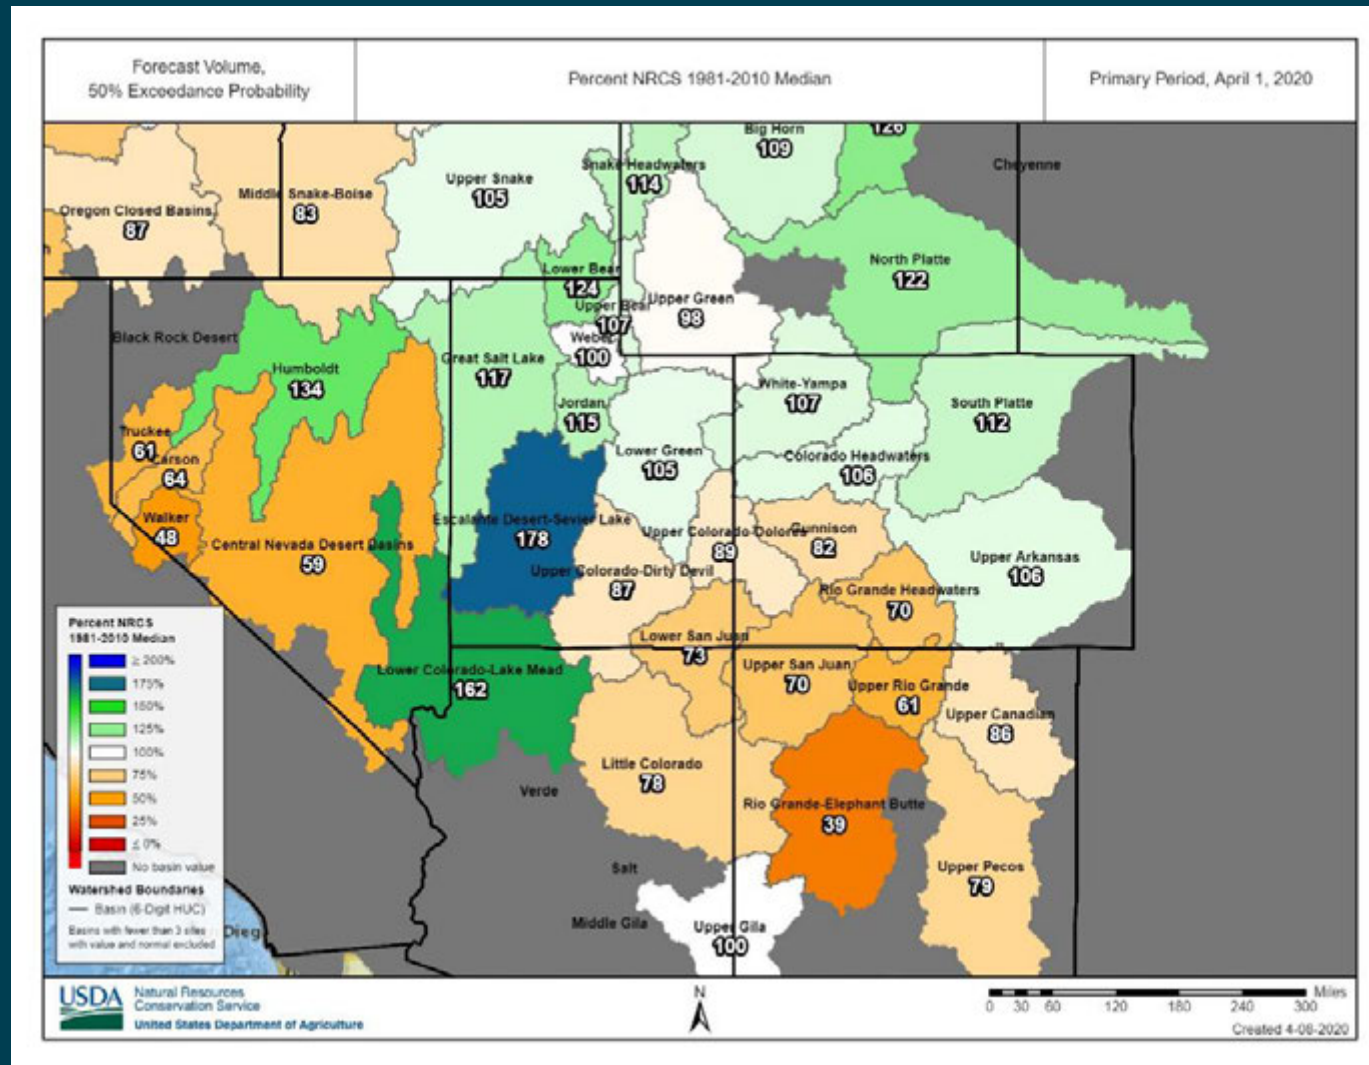 Forecast Volume,
50% Exceedance Probability
Percent NRCS 1981-2010 Median
Primary Period, April 1, 2020
Big Horn
109
126
Cheyenne
Snake Headwaters
114
Upper Snake
105
Middle Snake-Boise
83
Oregon Closed Basins
87
North Platte
122
Lower Bear
124
Upper Bear
107
Upper Green
98
Black Rock Desert
Weber
100
Great Salt Lake
117
Humboldt
134
White-Yampa
107
Jordan
115
South Platte
112
Truckee
61
Carson
64
Lower Green
105
Colorado Headwaters
106
Walker
48
Escalante Desert-Sevier Lake
178
Upper Colorado-Dolores
89
Gunnison
82
Central Nevada Desert Basins
59
Upper Arkansas
106
Upper Colorado-Dirty Devil
87
Rio Grande Headwaters
70
Lower San Juan
73
Upper San Juan
70
Lower Colorado-Lake Mead
162
Upper Rio Grande
61
Upper Canadian
86
Little Colorado
78
Verde
Rio Grande-Elephant Butte
39
Salt
Upper Pecos
79
Middle Gila
Upper Gila
100
Dieg
Percent NRCS
1981-2010 Median
≥ 200%
175%
150%
125%
100%
75%
50%
25%
≤ 0%
No basin value
Watershed Boundaries
Basin (6-Digit HUC)
Basins with fewer than 3 sites
with value and normal excluded
USDA
Natural Resources
Conservation Service
United States Department of Agriculture
N
0 30 60 120 180 240 300
Miles
Created 4-08-2020